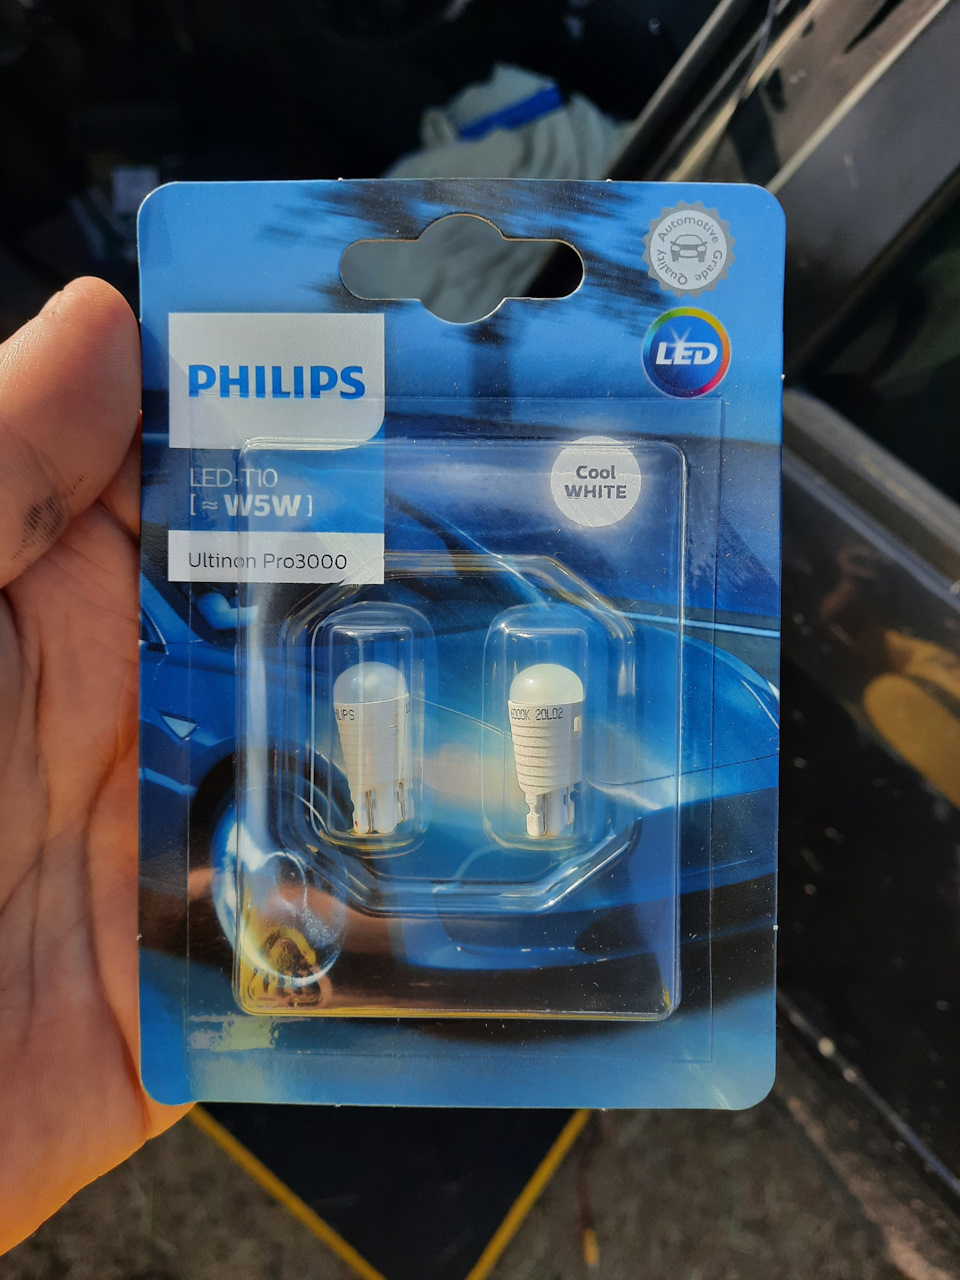 Automotive Grade Quality
PHILIPS
LED
LED-T10
[ ≈ W5W ]
Cool
WHITE
Ultinon Pro3000
20L02